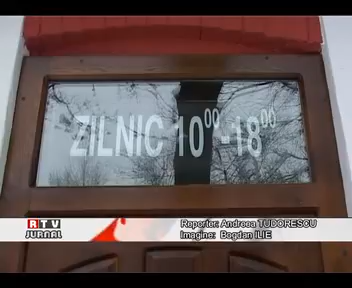 ZILNIC 10⁰⁰-18⁰⁰
RTV
JURNAL
Reporter: Andreea TUDORESCU
Imagine: Bogdan ILIE